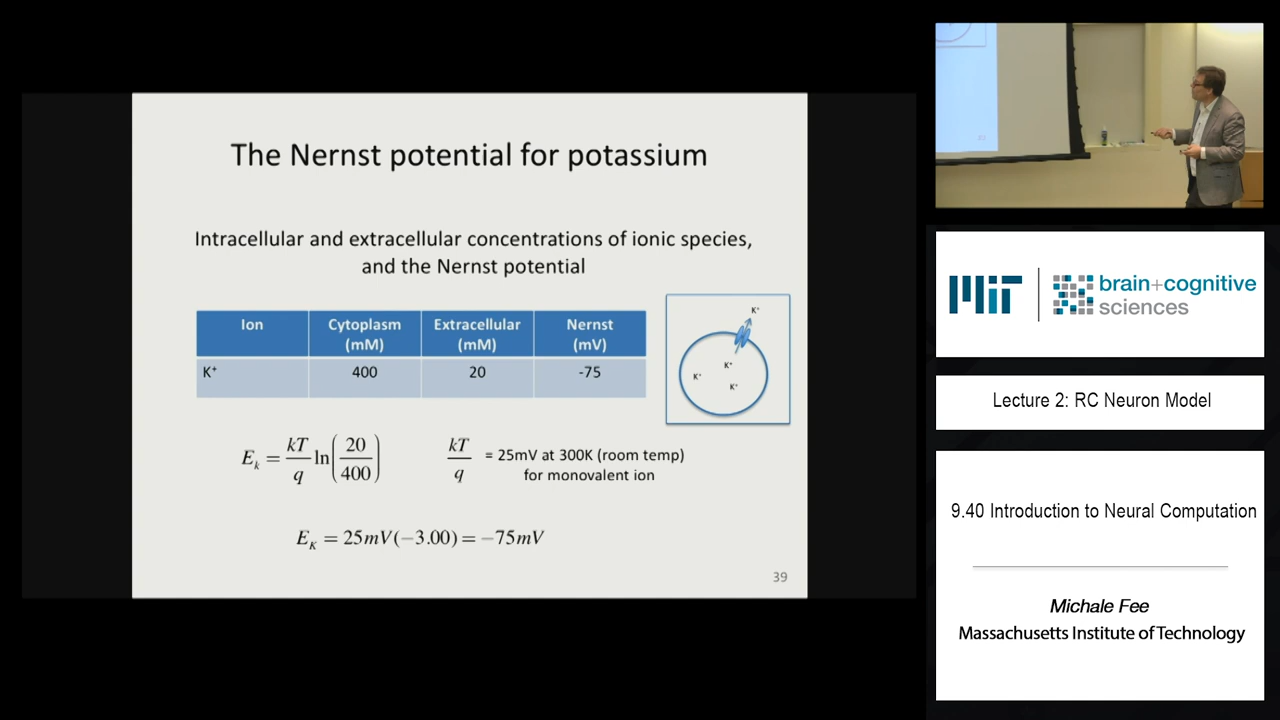 The Nernst potential for potassium
Intracellular and extracellular concentrations of ionic species,
and the Nernst potential
Ion Cytoplasm (mM) Extracellular (mM) Nernst (mV)
K⁺ 400 20 -75
K⁺
K⁺
K⁺
K⁺
E_k = kT/q ln(20/400)
kT/q = 25mV at 300K (room temp)
for monovalent ion
E_K = 25mV(−3.00) = −75mV
39
MIT brain+cognitive
sciences
Lecture 2: RC Neuron Model
9.40 Introduction to Neural Computation
Michale Fee
Massachusetts Institute of Technology